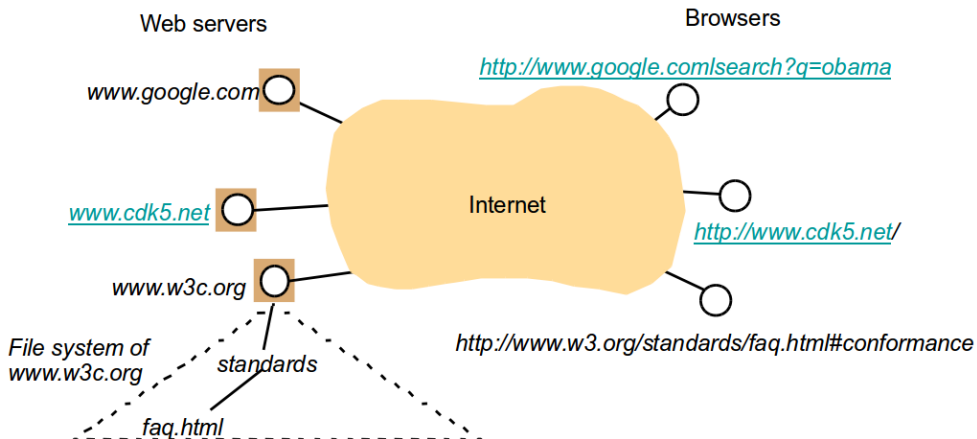 Web servers
Browsers
http://www.google.comlsearch?q=obama
www.google.com
Internet
www.cdk5.net
http://www.cdk5.net/
www.w3c.org
File system of
www.w3c.org
standards
http://www.w3.org/standards/faq.html#conformance
faq.html